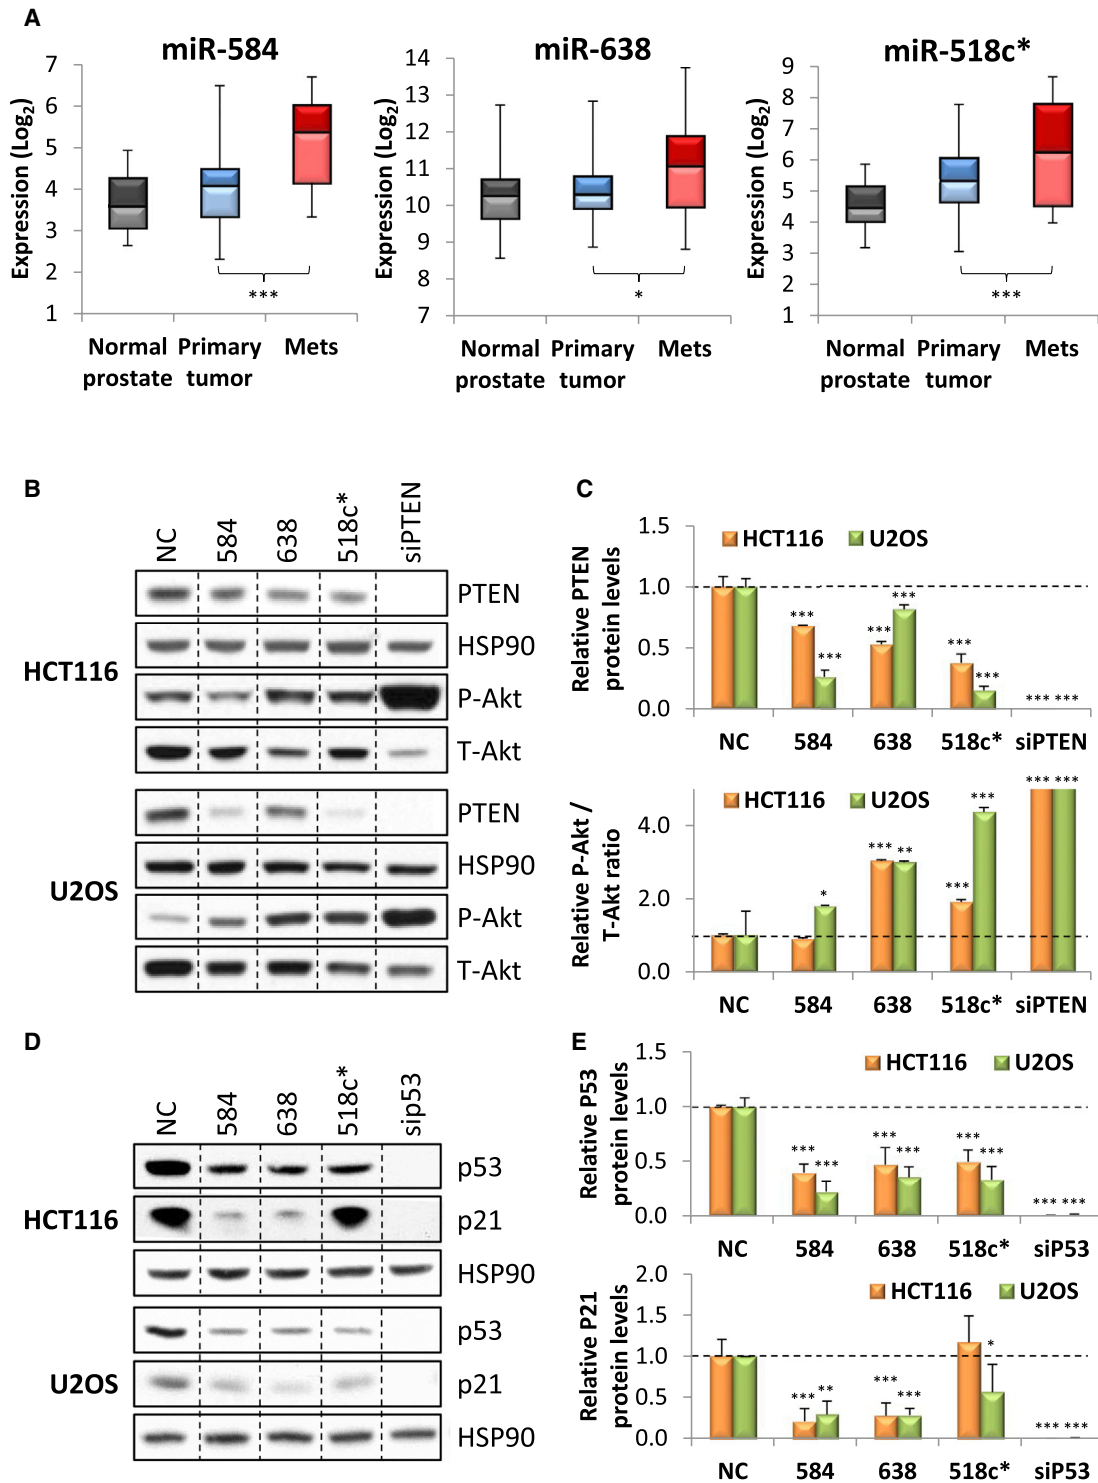 A
miR-584
miR-638
miR-518c*
Expression (Log2)
7
6
5
4
3
2
1
***
Normal prostate
Primary tumor
Mets
Expression (Log2)
14
13
12
11
10
9
8
7
*
Normal prostate
Primary tumor
Mets
Expression (Log2)
9
8
7
6
5
4
3
2
1
***
Normal prostate
Primary tumor
Mets
B
NC
584
638
518c*
siPTEN
HCT116
PTEN
HSP90
P-Akt
T-Akt
U2OS
PTEN
HSP90
P-Akt
T-Akt
C
Relative PTEN
protein levels
1.5
1.0
0.5
0.0
HCT116
U2OS
***
***
***
***
***
***
*** ***
NC 584 638 518c* siPTEN
Relative P-Akt /
T-Akt ratio
4.0
2.0
0.0
HCT116
U2OS
*
***
**
***
***
*** ***
NC 584 638 518c* siPTEN
D
NC
584
638
518c*
sip53
HCT116
p53
p21
HSP90
U2OS
p53
p21
HSP90
E
Relative P53
protein levels
1.5
1.0
0.5
0.0
HCT116
U2OS
***
***
***
***
***
***
*** ***
NC 584 638 518c* siP53
Relative P21
protein levels
2.0
1.5
1.0
0.5
0.0
HCT116
U2OS
***
**
***
***
*
*** ***
NC 584 638 518c* siP53